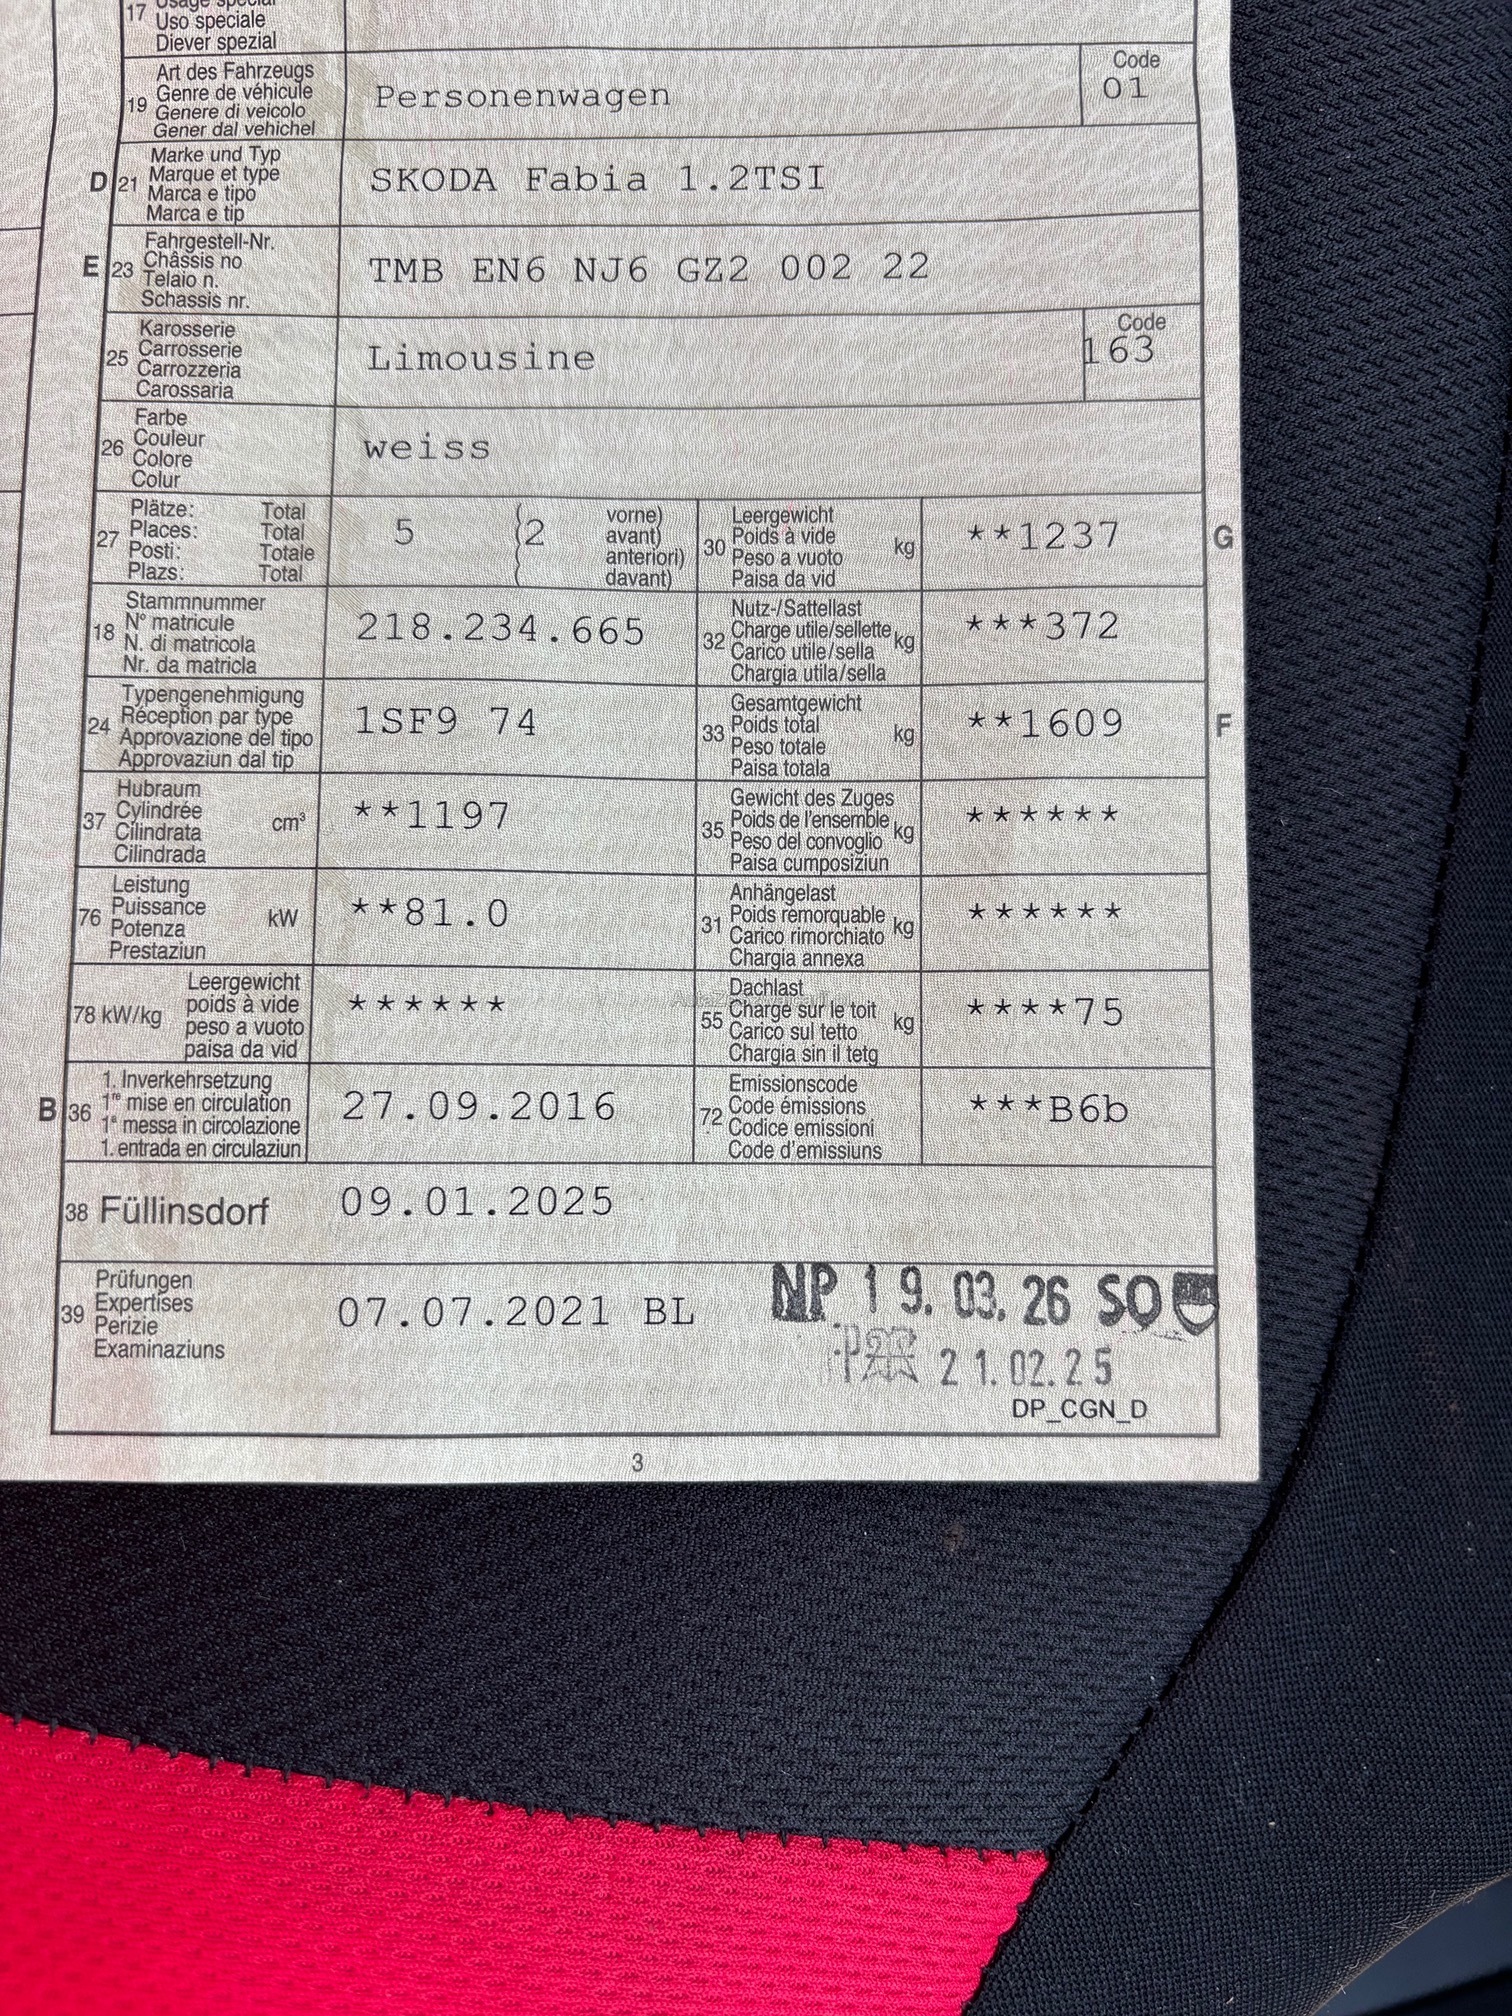 17 Usage spécial
Uso speciale
Diever spezial
19 Art des Fahrzeugs
Genre de véhicule
Genere di veicolo
Gener dal vehichel
Personenwagen
Code
01
D 21 Marke und Typ
Marque et type
Marca e tipo
Marca e tip
SKODA Fabia 1.2TSI
E 23 Fahrgestell-Nr.
Châssis no
Telaio n.
Schassis nr.
TMB EN6 NJ6 GZ2 002 22
25 Karosserie
Carrosserie
Carrozzeria
Carossaria
Limousine
Code
163
26 Farbe
Couleur
Colore
Colur
weiss
27 Plätze: Total
Places: Total
Posti: Totale
Plazs: Total
5 (2 vorne)
avant)
anteriori)
( davant)
30 Leergewicht
Poids à vide kg
Peso a vuoto
Paisa da vid
**1237 G
18 Stammnummer
N° matricule
N. di matricola
Nr. da matricla
218.234.665
32 Nutz-/Sattellast
Charge utile/sellette kg
Carico utile/sella
Chargia utila/sella
***372
24 Typengenehmigung
Réception par type
Approvazione del tipo
Approvaziun dal tip
1SF9 74
33 Gesamtgewicht
Poids total kg
Peso totale
Paisa totala
**1609 F
37 Hubraum
Cylindrée cm³
Cilindrata
Cilindrada
**1197
35 Gewicht des Zuges
Poids de l'ensemble kg
Peso del convoglio
Paisa cumposiziun
******
76 Leistung
Puissance kW
Potenza
Prestaziun
**81.0
31 Anhängelast
Poids remorquable kg
Carico rimorchiato
Chargia annexa
******
78 kW/kg Leergewicht
poids à vide
peso a vuoto
paisa da vid
******
55 Dachlast
Charge sur le toit kg
Carico sul tetto
Chargia sin il tetg
****75
B 36 1. Inverkehrsetzung
1re mise en circulation
1a messa in circolazione
1. entrada en circulaziun
27.09.2016
72 Emissionscode
Code émissions
Codice emissioni
Code d'emissiuns
***B6b
38 Füllinsdorf 09.01.2025
39 Prüfungen
Expertises
Perizie
Examinaziuns
07.07.2021 BL
NP 19.03.26 SO
21.02.25
DP_CGN_D
3